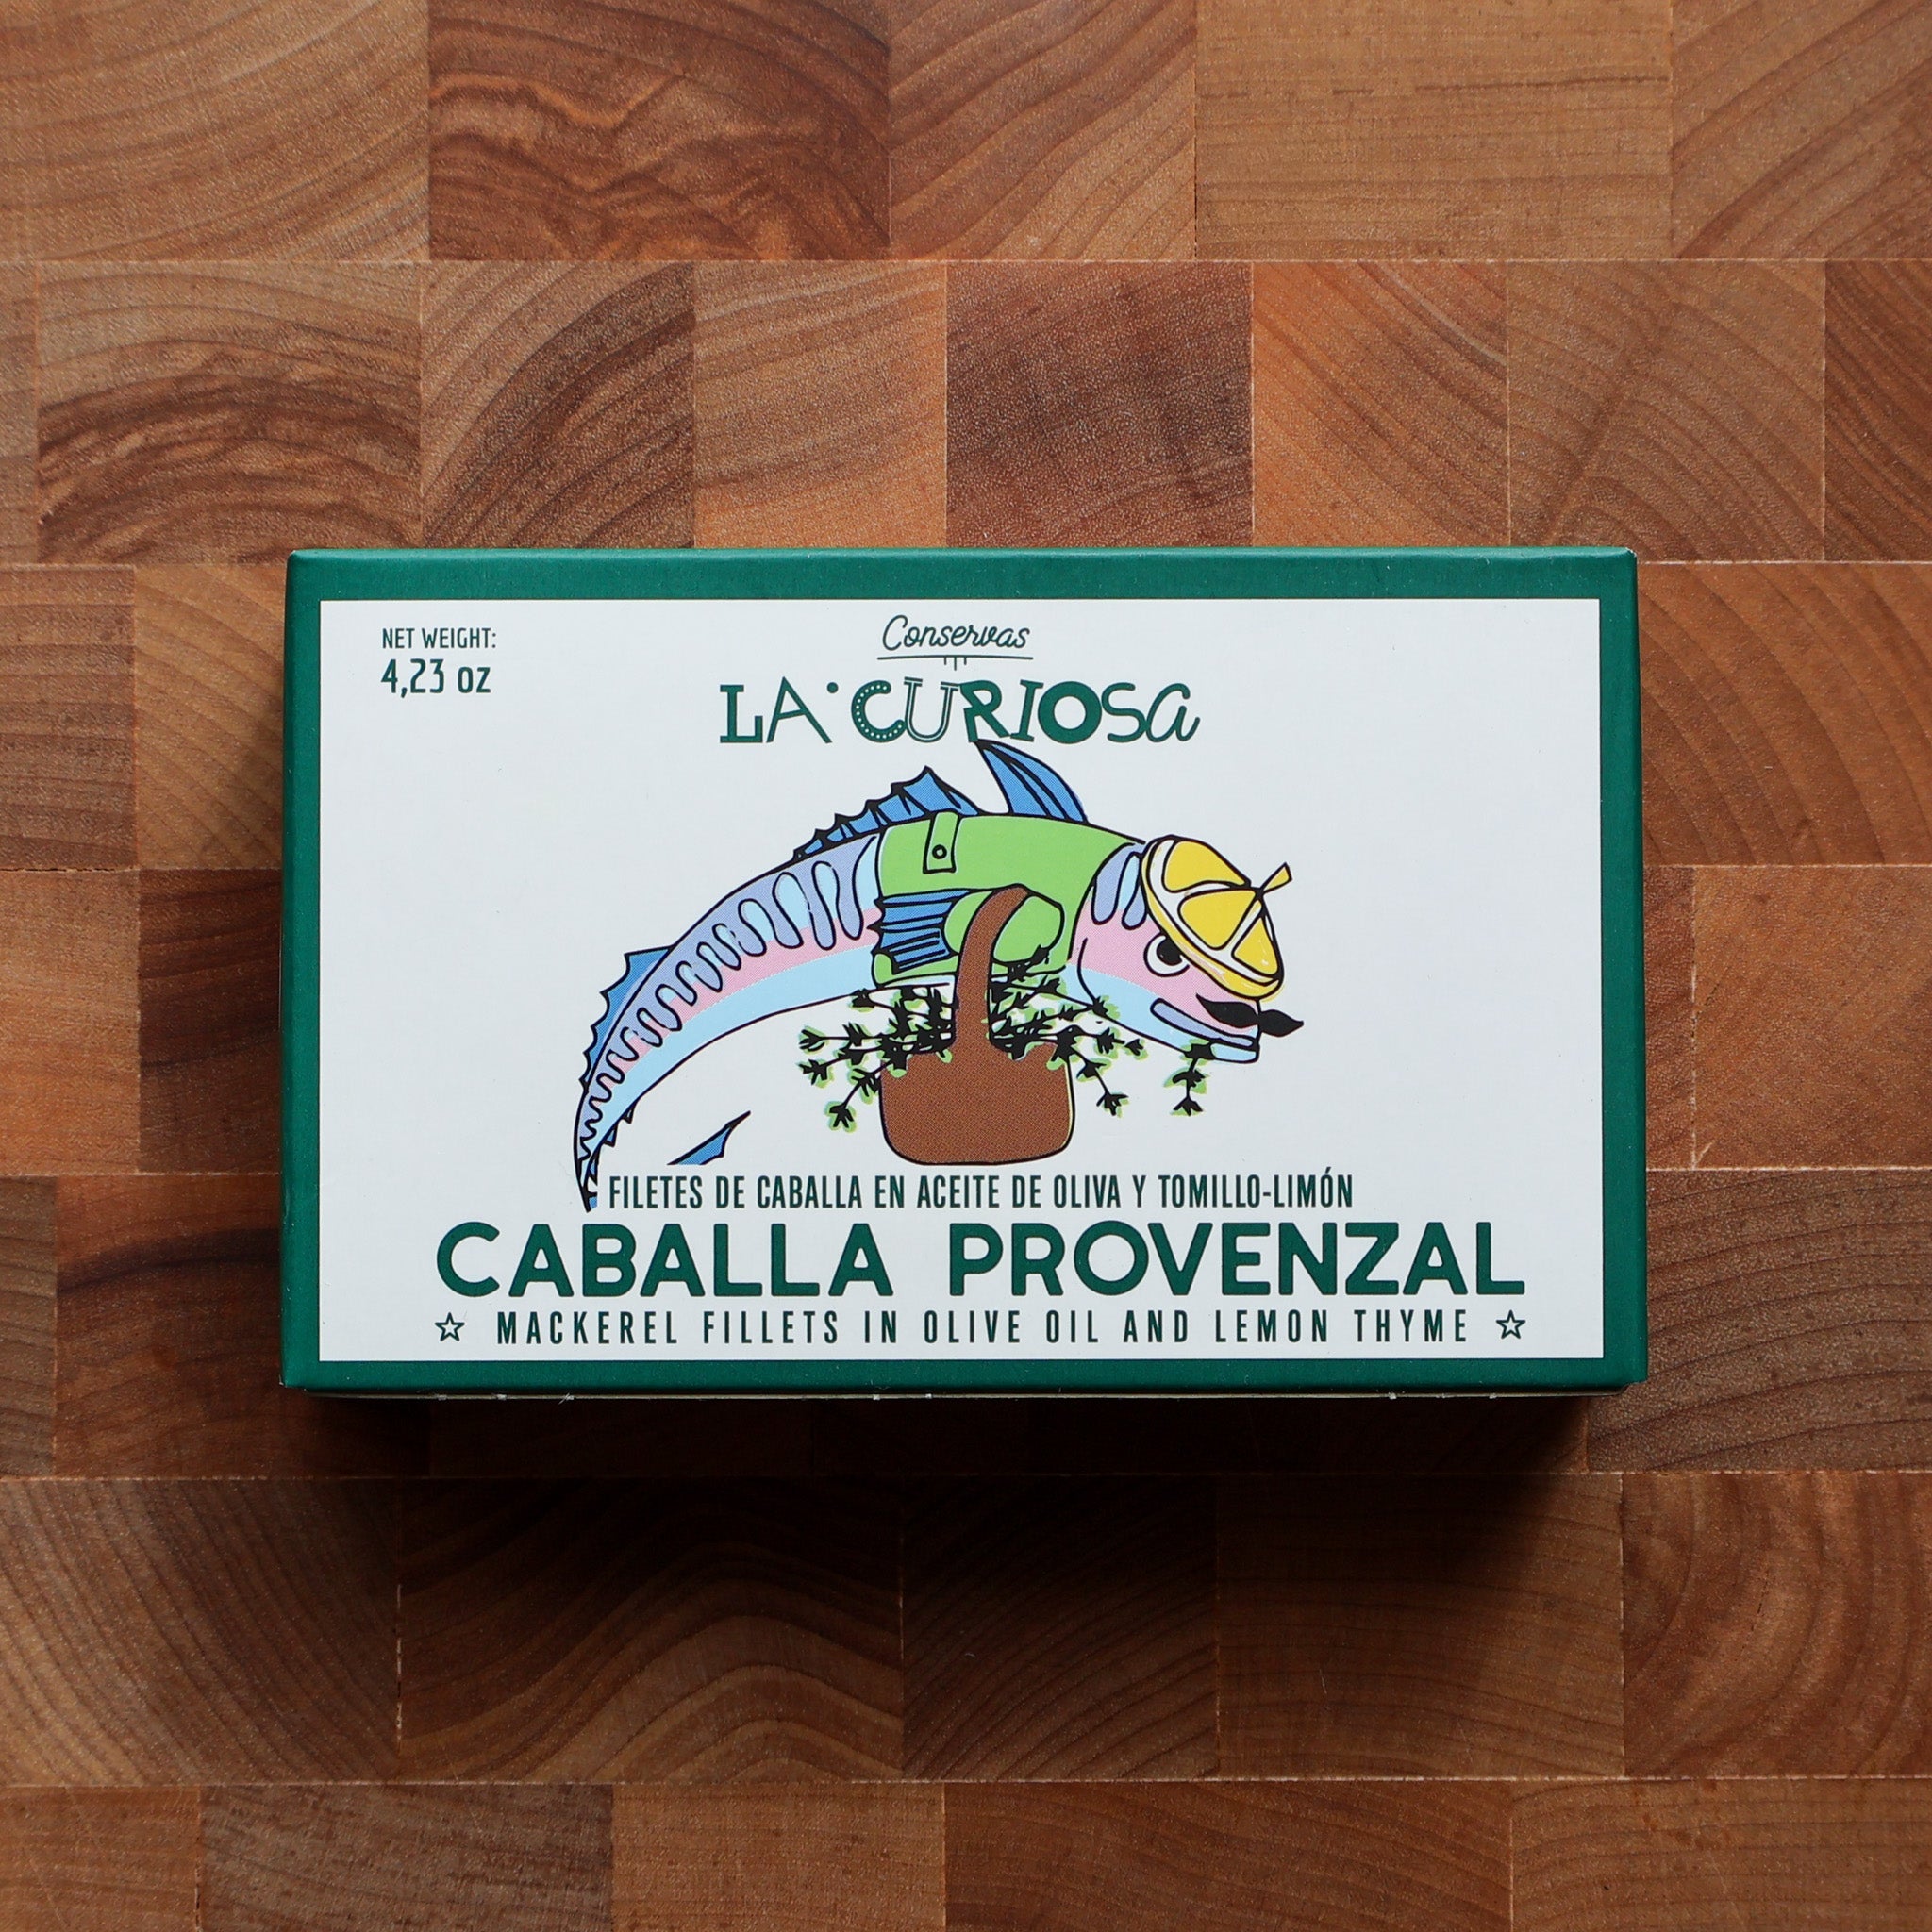 NET WEIGHT:
4,23 oz
Conservas
LA CURIOSa
FILETES DE CABALLA EN ACEITE DE OLIVA Y TOMILLO-LIMÓN
CABALLA PROVENZAL
☆ MACKEREL FILLETS IN OLIVE OIL AND LEMON THYME ☆